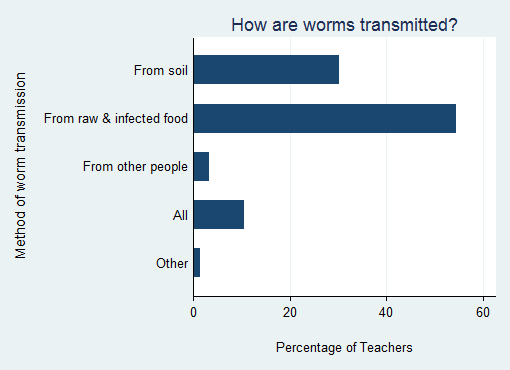 How are worms transmitted?
Method of worm transmission
From soil
From raw & infected food
From other people
All
Other
0 20 40 60
Percentage of Teachers